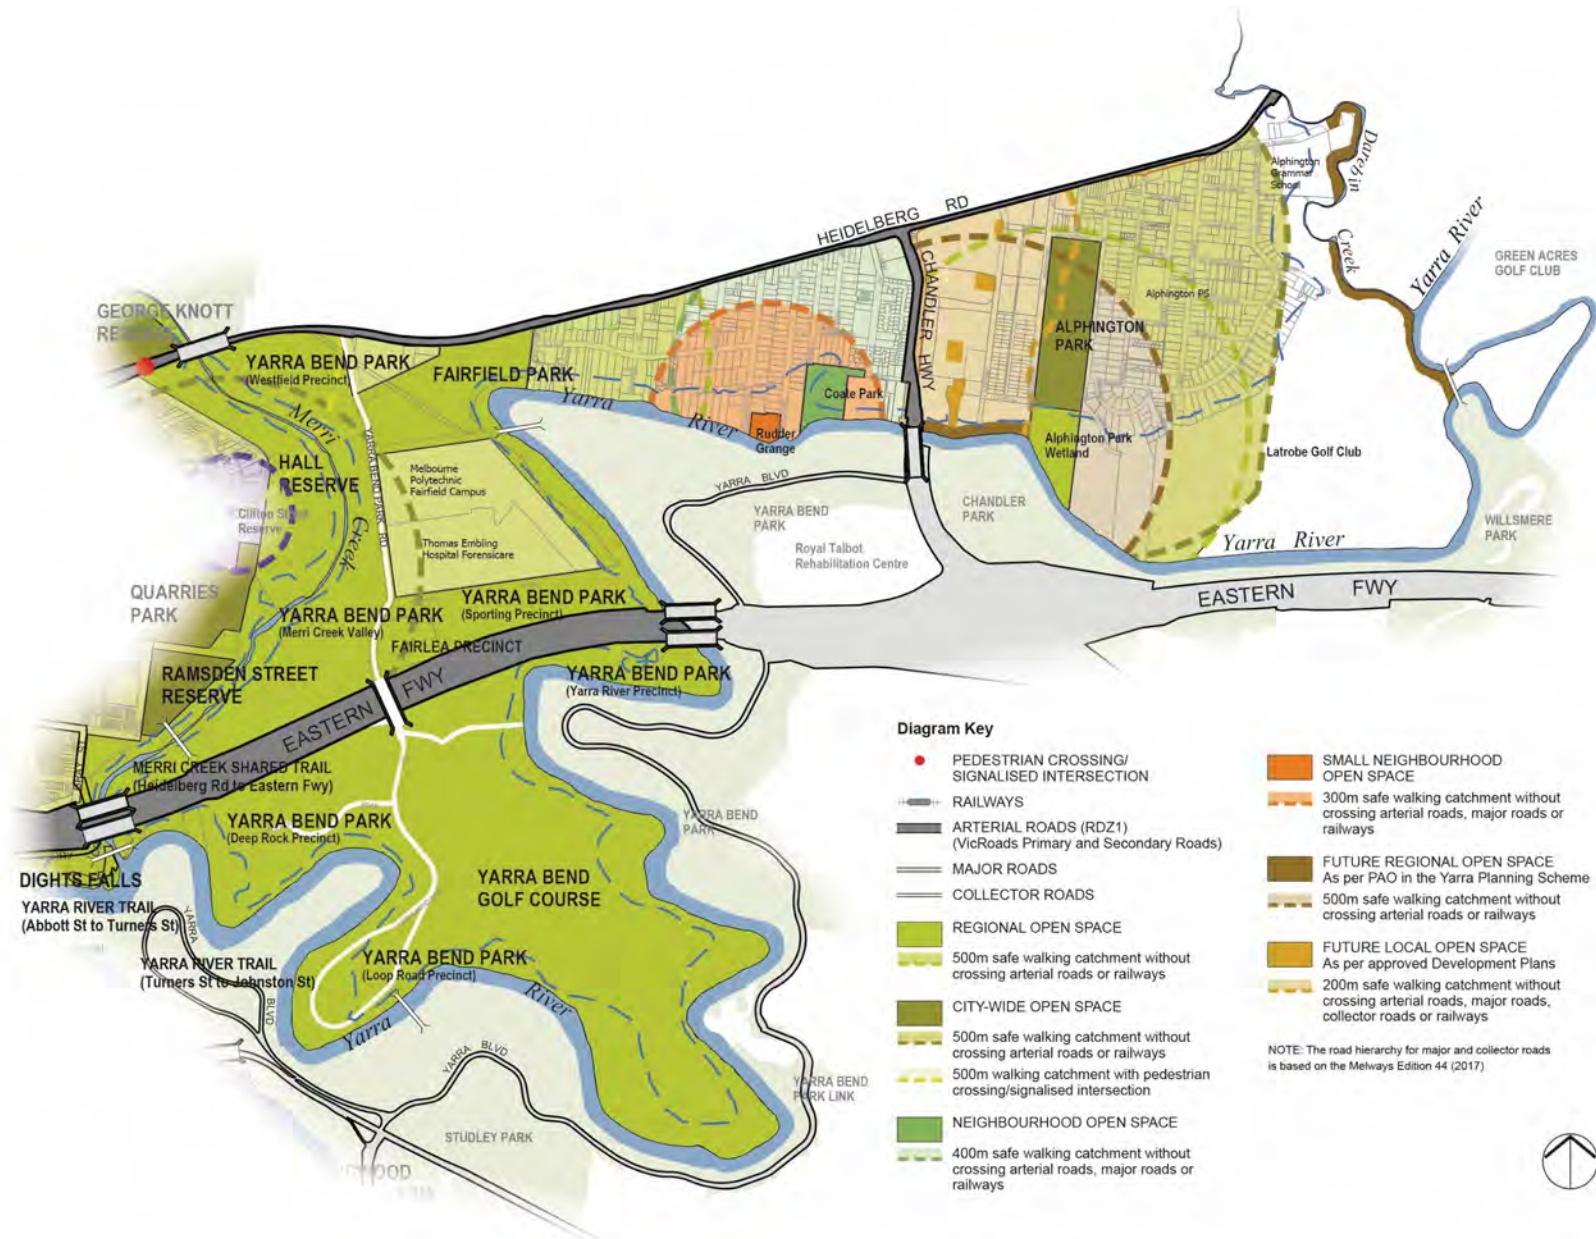 HEIDELBERG RD
CHANDLER HWY
Alphington
Grammar
School
Darebin
Creek
Yarra River
GREEN ACRES
GOLF CLUB
GEORGE KNOTT
RESERVE
YARRA BEND PARK
(Westfield Precinct)
FAIRFIELD PARK
Alphington PS
ALPHINGTON
PARK
Merri
Creek
Yarra
River
Coate Park
Rudder
Grange
Alphington Park
Wetland
Latrobe Golf Club
HALL
RESERVE
YARRA BEND PARK RD
Melbourne
Polytechnic
Fairfield Campus
Clifton Street
Reserve
YARRA BLVD
YARRA BEND
PARK
CHANDLER
PARK
WILLSMERE
PARK
Thomas Embling
Hospital Forensicare
Royal Talbot
Rehabilitation Centre
Yarra River
QUARRIES
PARK
YARRA BEND PARK
(Merri Creek Valley)
YARRA BEND PARK
(Sporting Precinct)
EASTERN FWY
FAIRLEA PRECINCT
RAMSDEN STREET
RESERVE
YARRA BEND PARK
(Yarra River Precinct)
EASTERN FWY
MERRI CREEK SHARED TRAIL
(Heidelberg Rd to Eastern Fwy)
YARRA BEND PARK
(Deep Rock Precinct)
YARRA BEND
PARK
DIGHTS FALLS
YARRA RIVER TRAIL
(Abbott St to Turners St)
YARRA BEND
GOLF COURSE
YARRA BLVD
YARRA RIVER TRAIL
(Turners St to Johnston St)
YARRA BEND PARK
(Loop Road Precinct)
Yarra
River
YARRA BLVD
YARRA BEND
PARK LINK
STUDLEY PARK
Diagram Key
PEDESTRIAN CROSSING/
SIGNALISED INTERSECTION
RAILWAYS
ARTERIAL ROADS (RDZ1)
(VicRoads Primary and Secondary Roads)
MAJOR ROADS
COLLECTOR ROADS
REGIONAL OPEN SPACE
500m safe walking catchment without
crossing arterial roads or railways
CITY-WIDE OPEN SPACE
500m safe walking catchment without
crossing arterial roads or railways
500m walking catchment with pedestrian
crossing/signalised intersection
NEIGHBOURHOOD OPEN SPACE
400m safe walking catchment without
crossing arterial roads, major roads or
railways
SMALL NEIGHBOURHOOD
OPEN SPACE
300m safe walking catchment without
crossing arterial roads, major roads or
railways
FUTURE REGIONAL OPEN SPACE
As per PAO in the Yarra Planning Scheme
500m safe walking catchment without
crossing arterial roads or railways
FUTURE LOCAL OPEN SPACE
As per approved Development Plans
200m safe walking catchment without
crossing arterial roads, major roads,
collector roads or railways
NOTE: The road hierarchy for major and collector roads
is based on the Melways Edition 44 (2017)